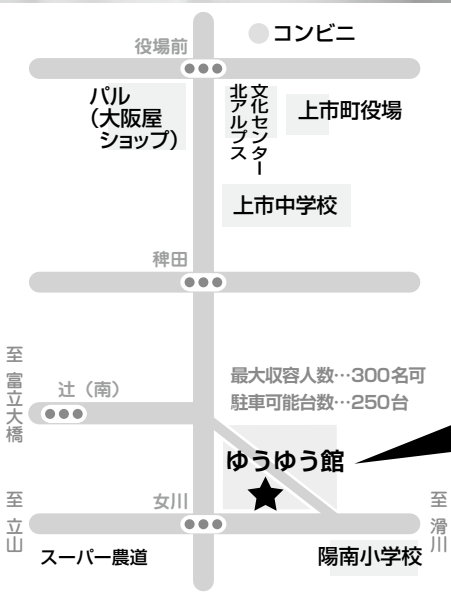 コンビニ
役場前
パル
（大阪屋
ショップ）
北アルプス
文化センター
上市町役場
上市中学校
稗田
至 富立大橋
辻（南）
最大収容人数…300名可
駐車可能台数…250台
ゆうゆう館
至 立山
女川
至 滑川
スーパー農道
陽南小学校